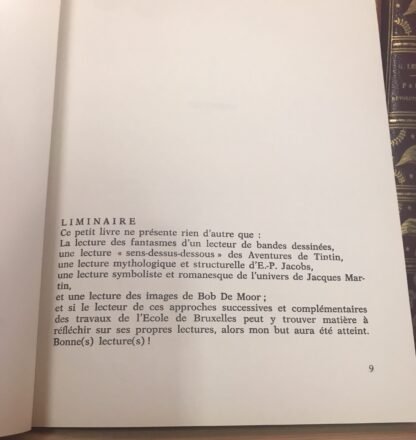 LIMINAIRE
Ce petit livre ne présente rien d'autre que :
La lecture des fantasmes d'un lecteur de bandes dessinées,
une lecture « sens-dessus-dessous » des Aventures de Tintin,
une lecture mythologique et structurelle d'E.-P. Jacobs,
une lecture symboliste et romanesque de l'univers de Jacques Mar-
tin,
et une lecture des images de Bob De Moor ;
et si le lecteur de ces approches successives et complémentaires
des travaux de l'Ecole de Bruxelles peut y trouver matière à
réfléchir sur ses propres lectures, alors mon but aura été atteint.
Bonne(s) lecture(s) !
9